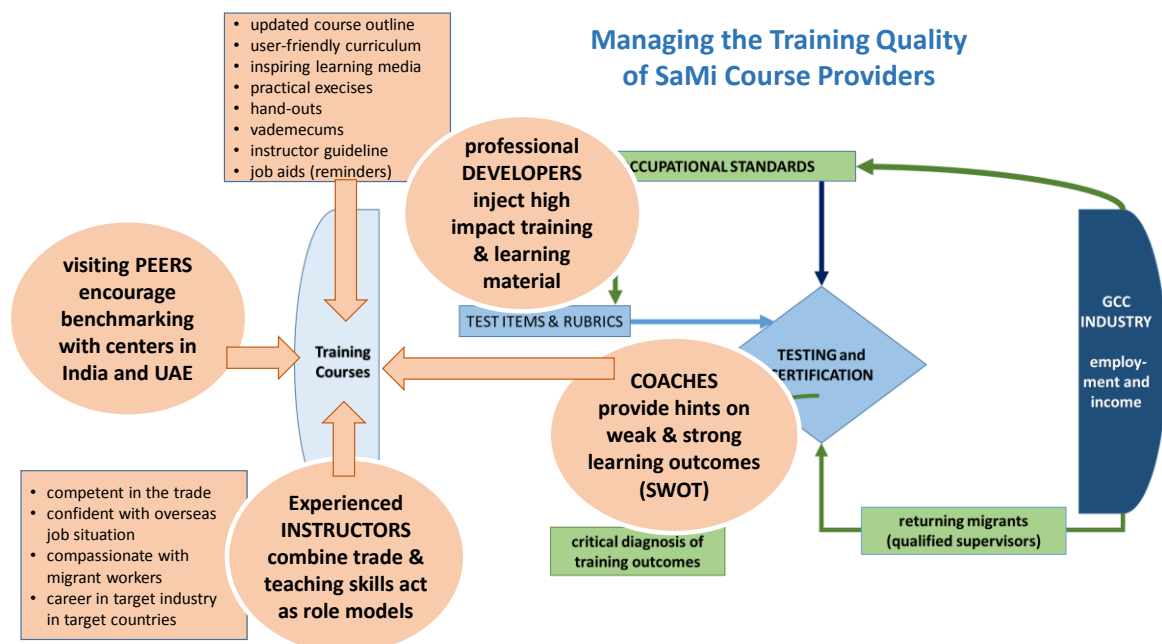 Managing the Training Quality
of SaMi Course Providers
• updated course outline
• user-friendly curriculum
• inspiring learning media
• practical execises
• hand-outs
• vademecums
• instructor guideline
• job aids (reminders)
professional
DEVELOPERS
inject high
impact training
& learning
material
CCUPATIONAL STANDARDS
visiting PEERS
encourage
benchmarking
with centers in
India and UAE
Training
Courses
TEST ITEMS & RUBRICS
TESTING and
ERTIFICATION
GCC
INDUSTRY
employ-
ment and
income
COACHES
provide hints on
weak & strong
learning outcomes
(SWOT)
• competent in the trade
• confident with overseas
job situation
• compassionate with
migrant workers
• career in target industry
in target countries
Experienced
INSTRUCTORS
combine trade &
teaching skills act
as role models
critical diagnosis of
training outcomes
returning migrants
(qualified supervisors)